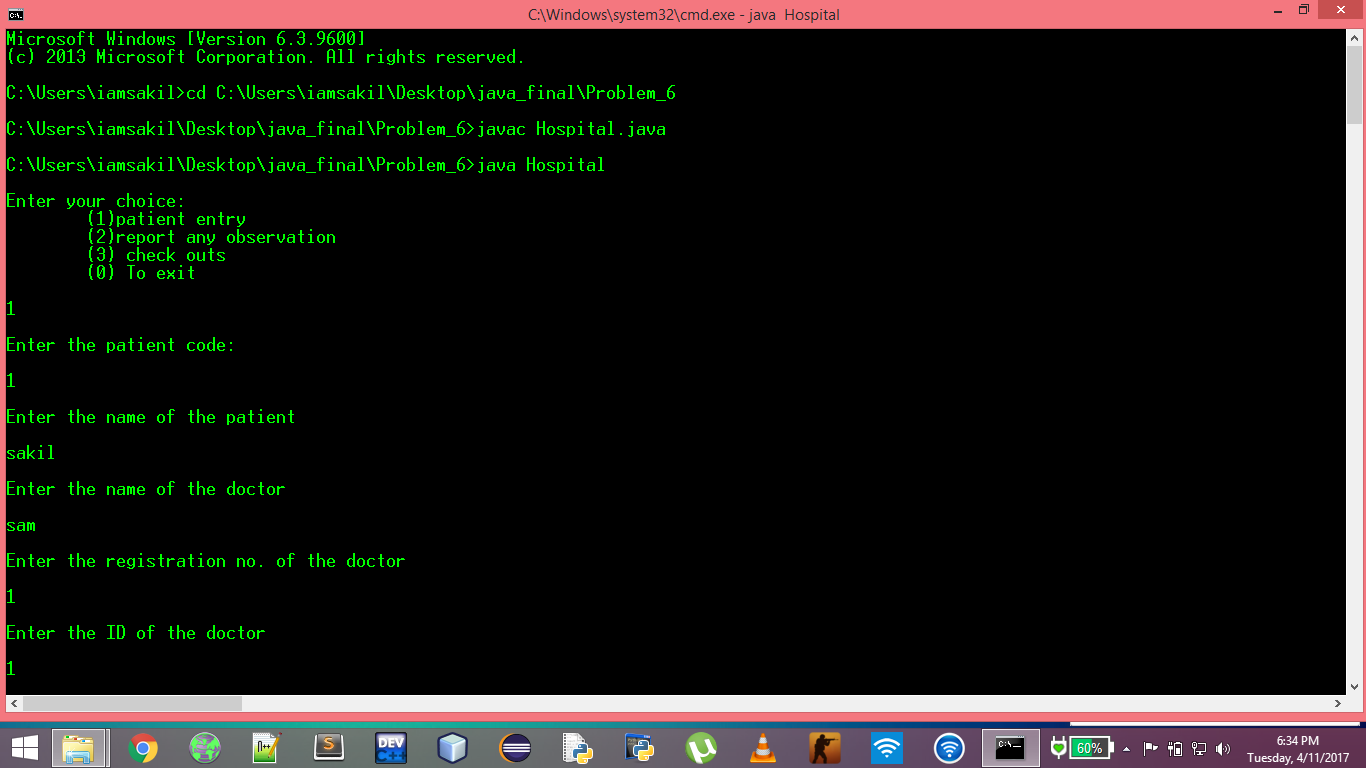 C:\Windows\system32\cmd.exe - java  Hospital
Microsoft Windows [Version 6.3.9600]
(c) 2013 Microsoft Corporation. All rights reserved.
C:\Users\iamsakil>cd C:\Users\iamsakil\Desktop\java_final\Problem_6
C:\Users\iamsakil\Desktop\java_final\Problem_6>javac Hospital.java
C:\Users\iamsakil\Desktop\java_final\Problem_6>java Hospital
Enter your choice:
(1)patient entry
(2)report any observation
(3) check outs
(0) To exit
1
Enter the patient code:
1
Enter the name of the patient
sakil
Enter the name of the doctor
sam
Enter the registration no. of the doctor
1
Enter the ID of the doctor
1
DEV
C++
60%
6:34 PM
Tuesday, 4/11/2017